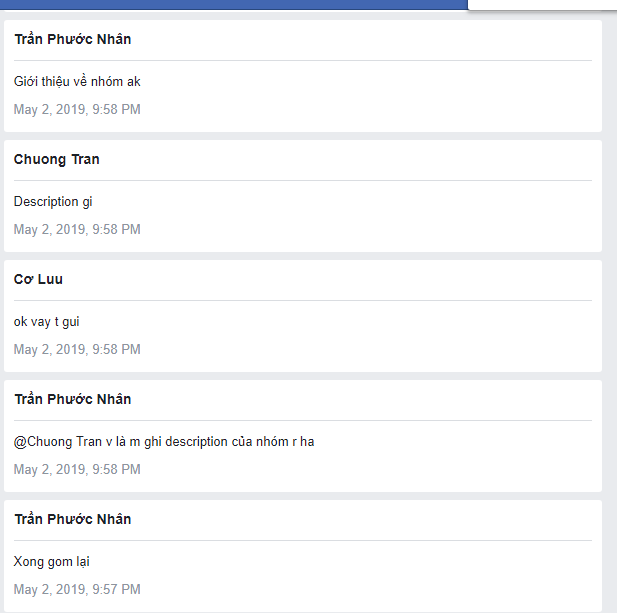 Trần Phước Nhân
Giới thiệu về nhóm ak
May 2, 2019, 9:58 PM
Chuong Tran
Description gi
May 2, 2019, 9:58 PM
Cơ Luu
ok vay t gui
May 2, 2019, 9:58 PM
Trần Phước Nhân
@Chuong Tran v là m ghi description của nhóm r ha
May 2, 2019, 9:58 PM
Trần Phước Nhân
Xong gom lại
May 2, 2019, 9:57 PM